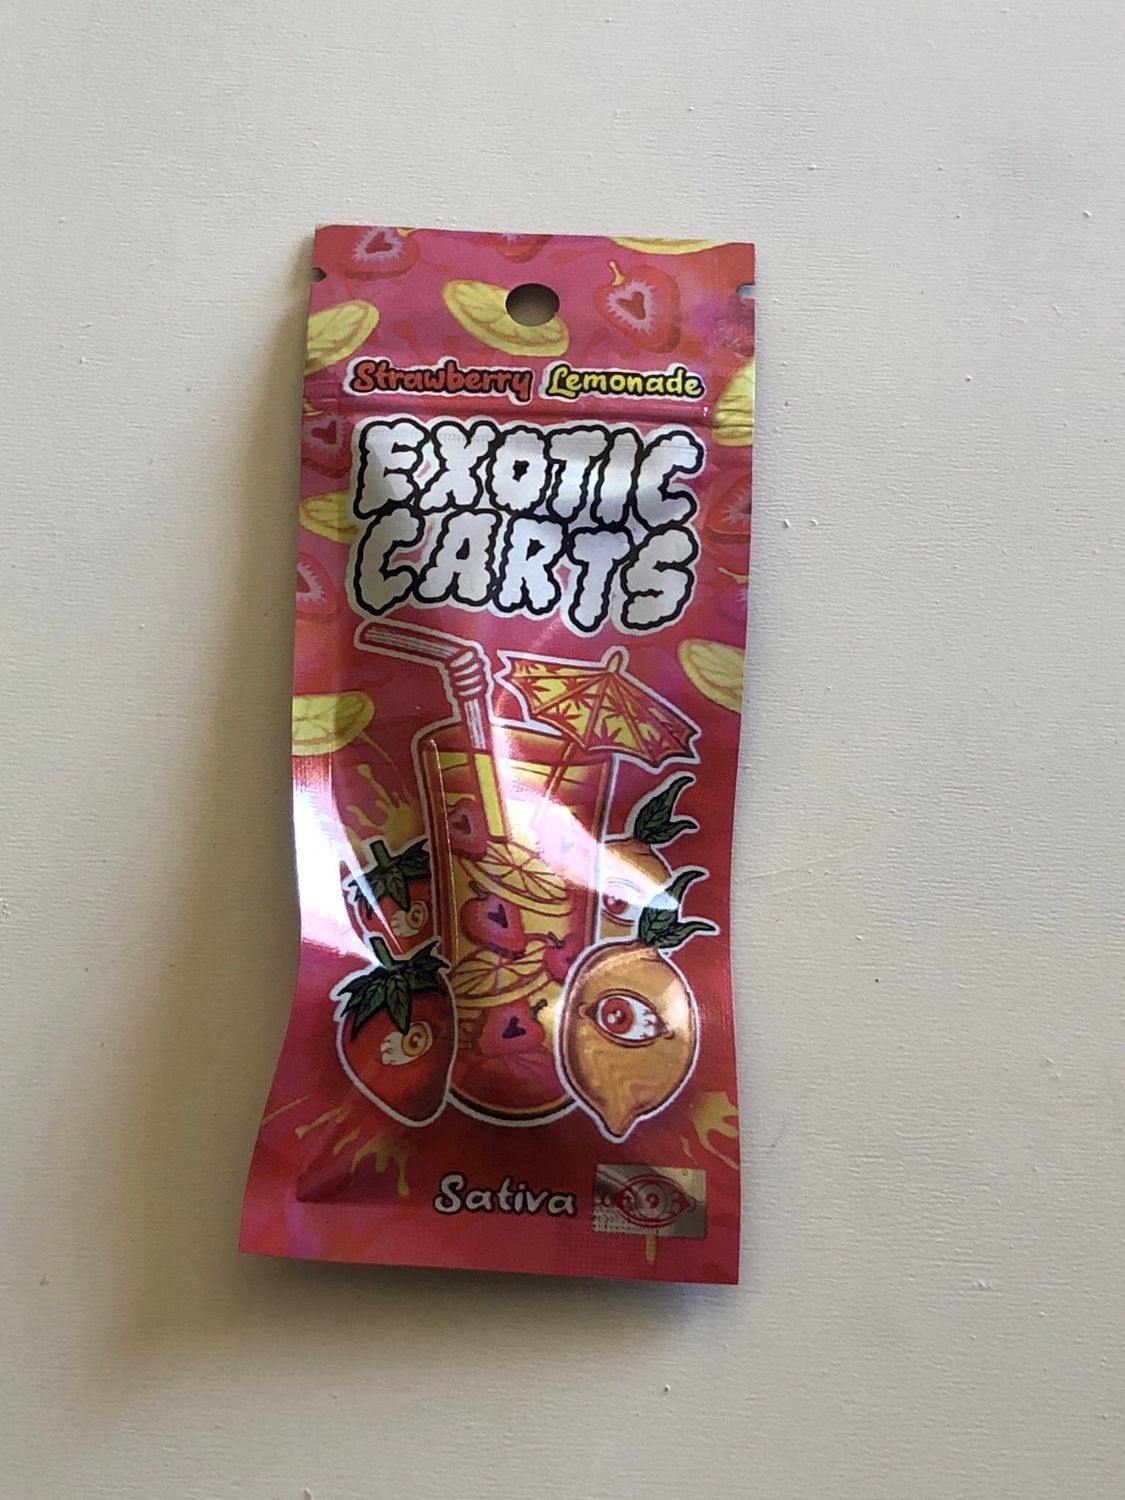 Strawberry Lemonade
EXOTIC
CARTS
Sativa